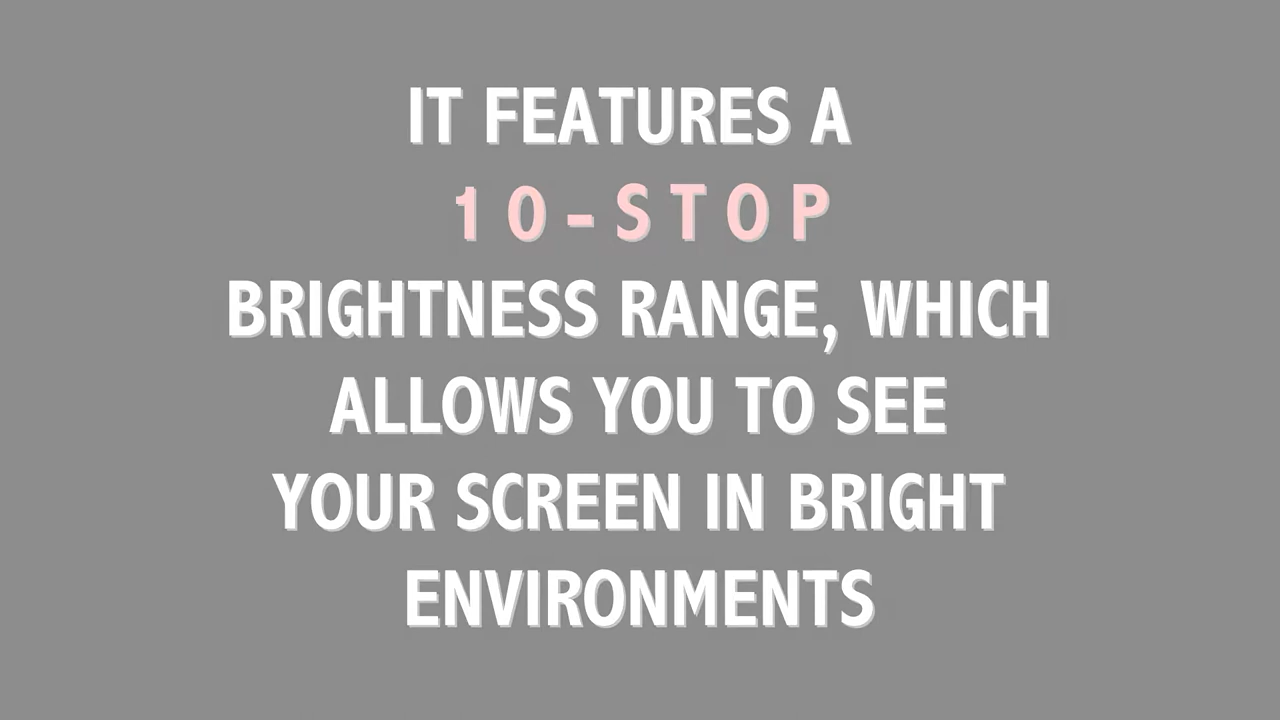 IT FEATURES A
10-STOP
BRIGHTNESS RANGE, WHICH
ALLOWS YOU TO SEE
YOUR SCREEN IN BRIGHT
ENVIRONMENTS